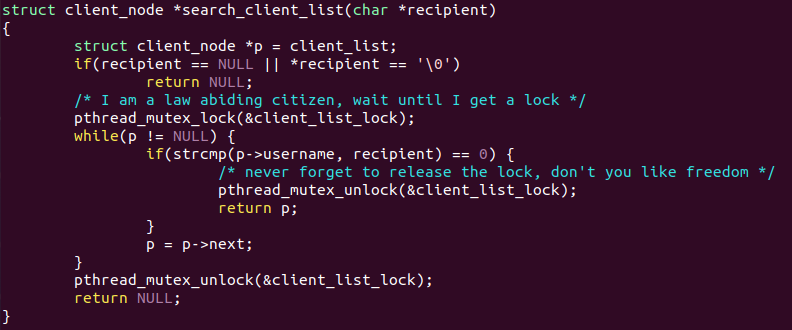 struct client_node *search_client_list(char *recipient)
{
        struct client_node *p = client_list;
        if(recipient == NULL || *recipient == '\0')
                return NULL;
        /* I am a law abiding citizen, wait until I get a lock */
        pthread_mutex_lock(&client_list_lock);
        while(p != NULL) {
                if(strcmp(p->username, recipient) == 0) {
                        /* never forget to release the lock, don't you like freedom */
                        pthread_mutex_unlock(&client_list_lock);
                        return p;
                }
                p = p->next;
        }
        pthread_mutex_unlock(&client_list_lock);
        return NULL;
}